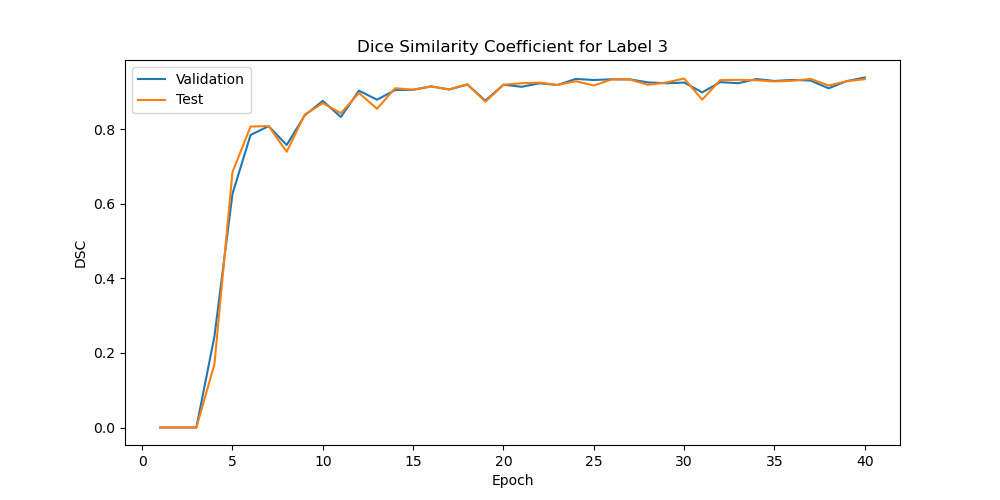 Dice Similarity Coefficient for Label 3
Validation
Test
DSC
0.8
0.6
0.4
0.2
0.0
0 5 10 15 20 25 30 35 40
Epoch